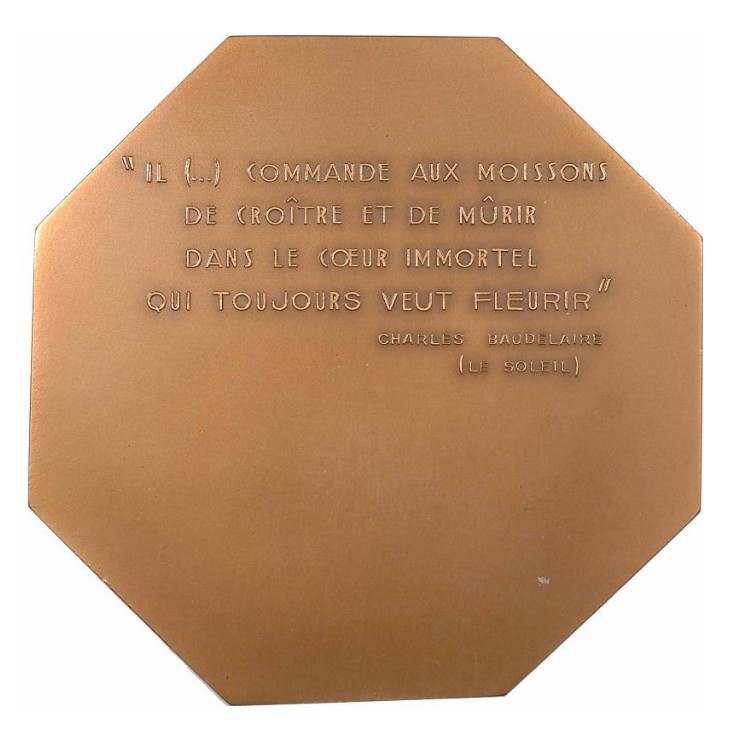 "IL (...) COMMANDE AUX MOISSONS
DE CROÎTRE ET DE MÛRIR
DANS LE CŒUR IMMORTEL
QUI TOUJOURS VEUT FLEURIR"
CHARLES BAUDELAIRE
(LE SOLEIL)